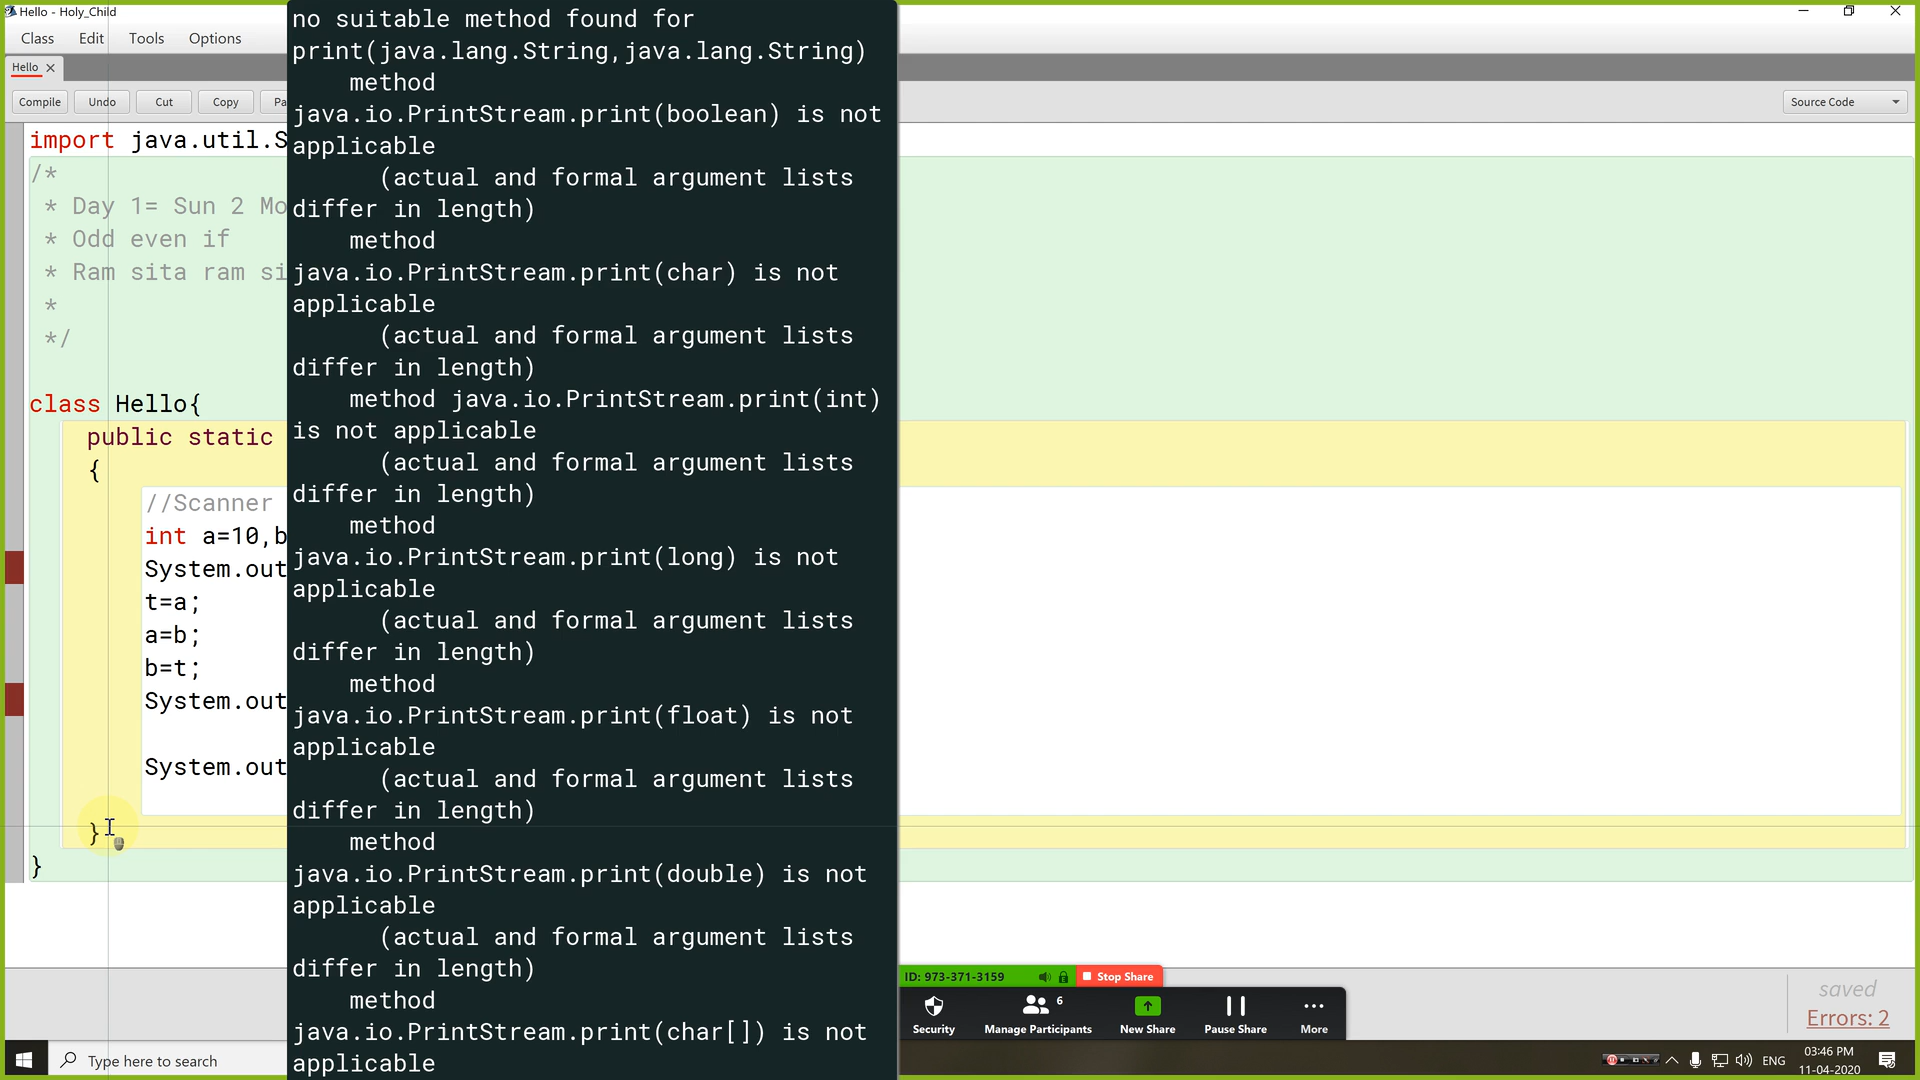 Hello - Holy_Child
Class Edit Tools Options
Hello
Compile Undo Cut Copy Pa
Source Code
import java.util.S
/*
* Day 1= Sun 2 Mo
* Odd even if
* Ram sita ram si
*
*/
class Hello{
public static
{
//Scanner
int a=10,b
System.out
t=a;
a=b;
b=t;
System.out
System.out
}
}
no suitable method found for
print(java.lang.String,java.lang.String)
method
java.io.PrintStream.print(boolean) is not
applicable
(actual and formal argument lists
differ in length)
method
java.io.PrintStream.print(char) is not
applicable
(actual and formal argument lists
differ in length)
method java.io.PrintStream.print(int)
is not applicable
(actual and formal argument lists
differ in length)
method
java.io.PrintStream.print(long) is not
applicable
(actual and formal argument lists
differ in length)
method
java.io.PrintStream.print(float) is not
applicable
(actual and formal argument lists
differ in length)
method
java.io.PrintStream.print(double) is not
applicable
(actual and formal argument lists
differ in length)
method
java.io.PrintStream.print(char[]) is not
applicable
ID: 973-371-3159 Stop Share
Security Manage Participants 6 New Share Pause Share More
saved
Errors: 2
Type here to search
ENG
03:46 PM
11-04-2020